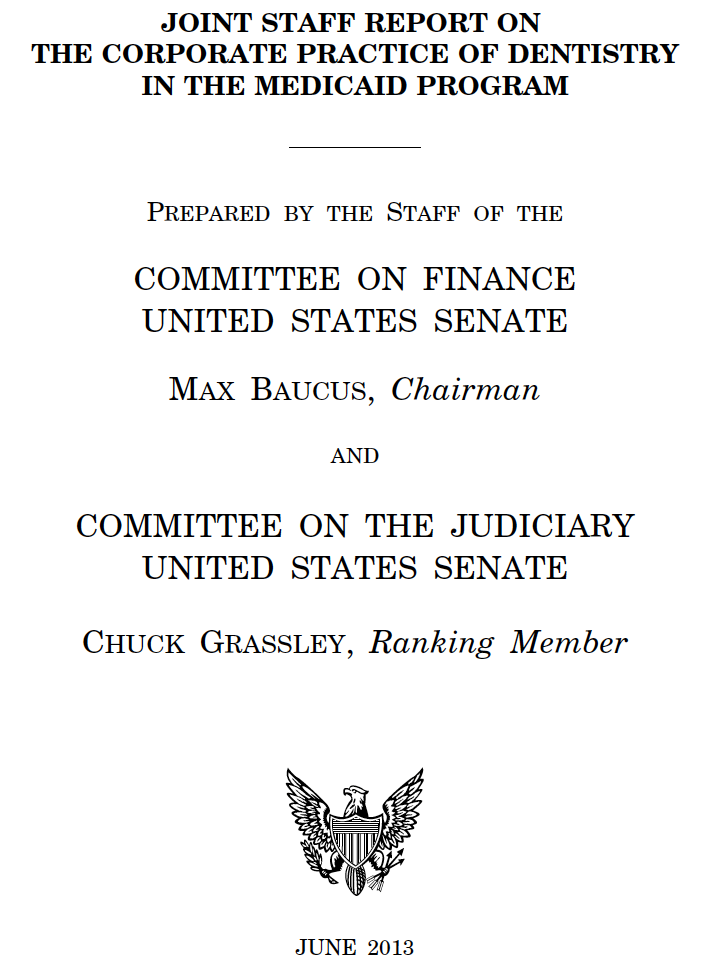 JOINT STAFF REPORT ON
THE CORPORATE PRACTICE OF DENTISTRY
IN THE MEDICAID PROGRAM
PREPARED BY THE STAFF OF THE
COMMITTEE ON FINANCE
UNITED STATES SENATE
MAX BAUCUS, Chairman
AND
COMMITTEE ON THE JUDICIARY
UNITED STATES SENATE
CHUCK GRASSLEY, Ranking Member
JUNE 2013